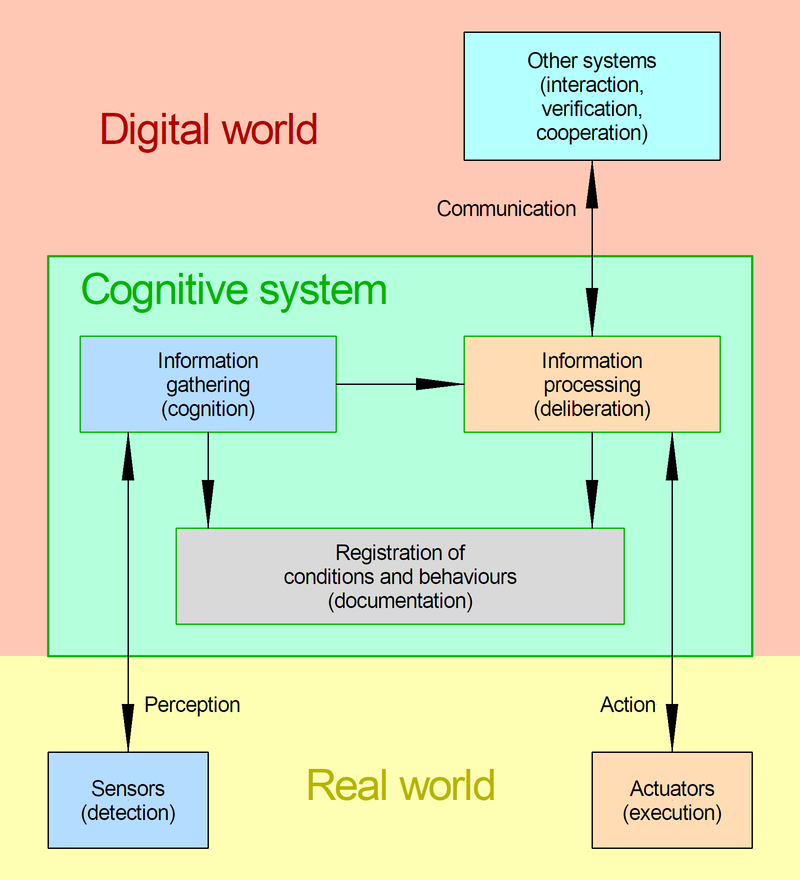 Other systems
(interaction,
verification,
cooperation)
Digital world
Communication
Cognitive system
Information
gathering
(cognition)
Information
processing
(deliberation)
Registration of
conditions and behaviours
(documentation)
Perception
Action
Sensors
(detection)
Real world
Actuators
(execution)